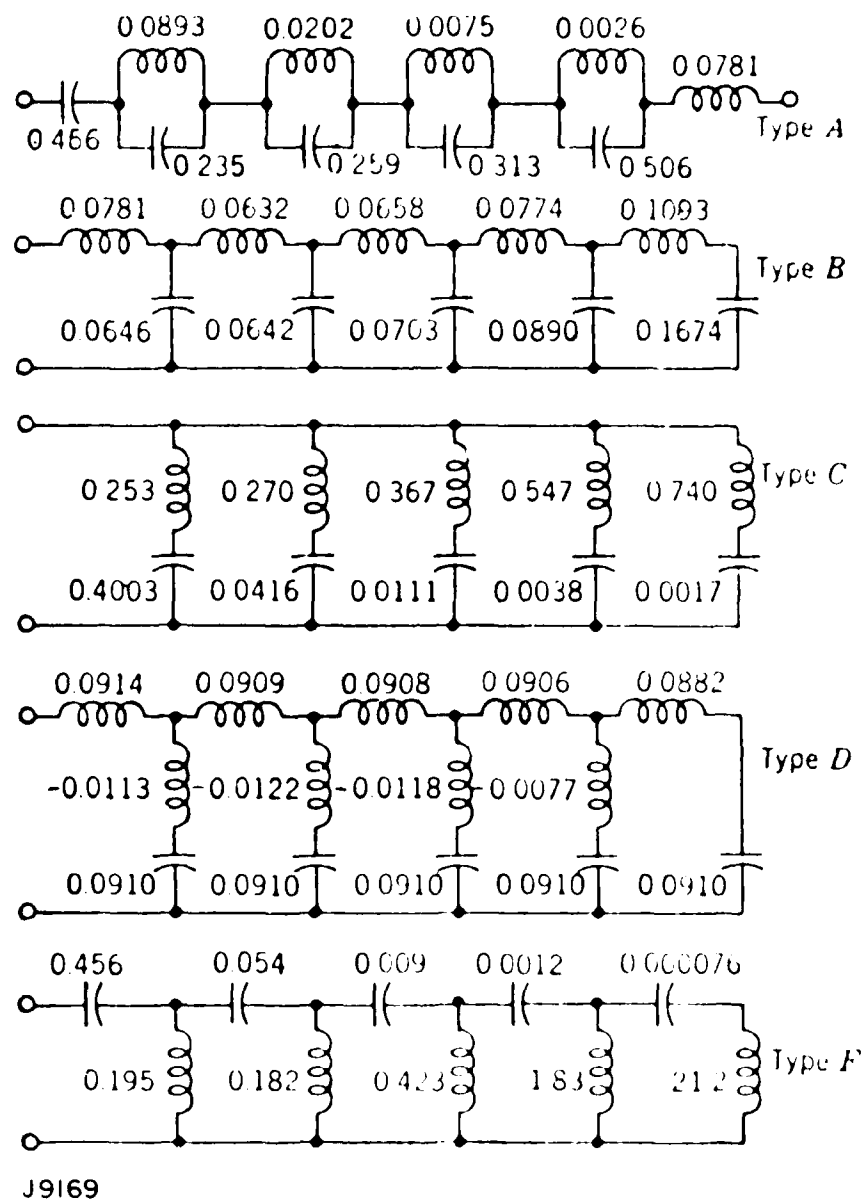 0.0893 0.0202 0.0075 0.0026
0.0781
0.466 Type A
0.235 0.259 0.313 0.506
0.0781 0.0632 0.0658 0.0774 0.1093
Type B
0.0646 0.0642 0.0703 0.0890 0.1674
0.253 0.270 0.367 0.547 0.740 Type C
0.4003 0.0416 0.0111 0.0038 0.0017
0.0914 0.0909 0.0908 0.0906 0.0882
Type D
-0.0113 -0.0122 -0.0118 -0.0077
0.0910 0.0910 0.0910 0.0910 0.0910
0.456 0.054 0.009 0.0012 0.000076
0.195 0.182 0.423 1.83 21.2 Type F
J9169